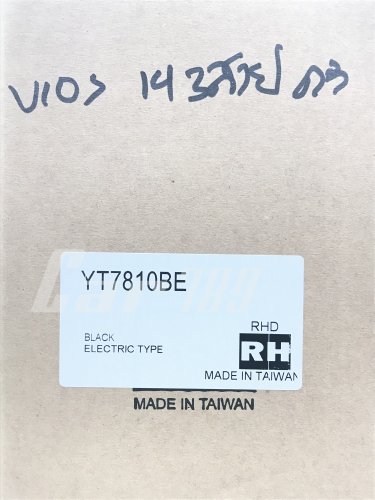 VIOS 14 3สาย ดำ
YT7810BE
BLACK
ELECTRIC TYPE
RHD
RH
MADE IN TAIWAN
MADE IN TAIWAN